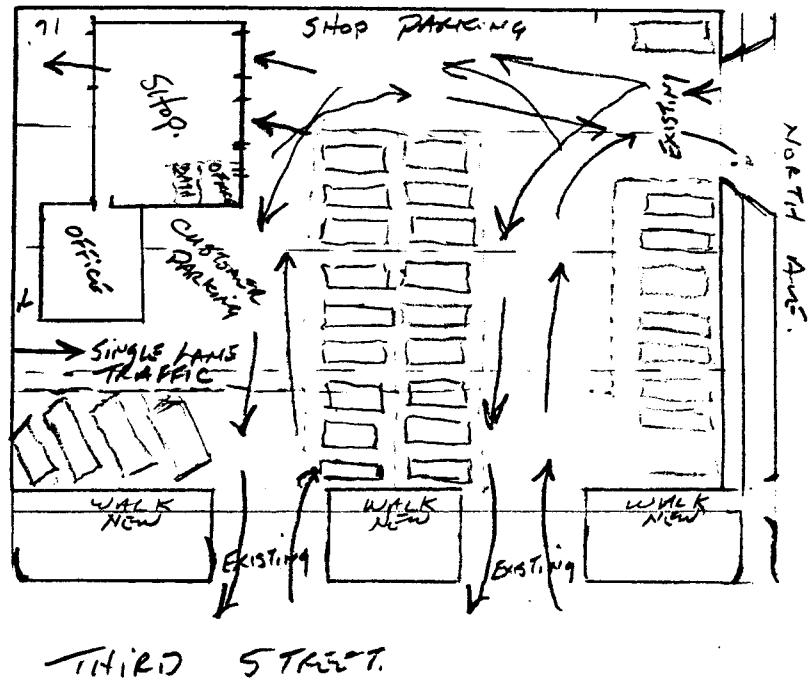 91
SHOP PARKING
SHOP.
EXISTING
NORTH AVE.
BATH
OFFICE
OFFICE
CUSTOMER
PARKING
SINGLE LANE
TRAFFIC
WALK
NEW
WALK
NEW
WALK
NEW
EXISTING
EXISTING
THIRD STREET.